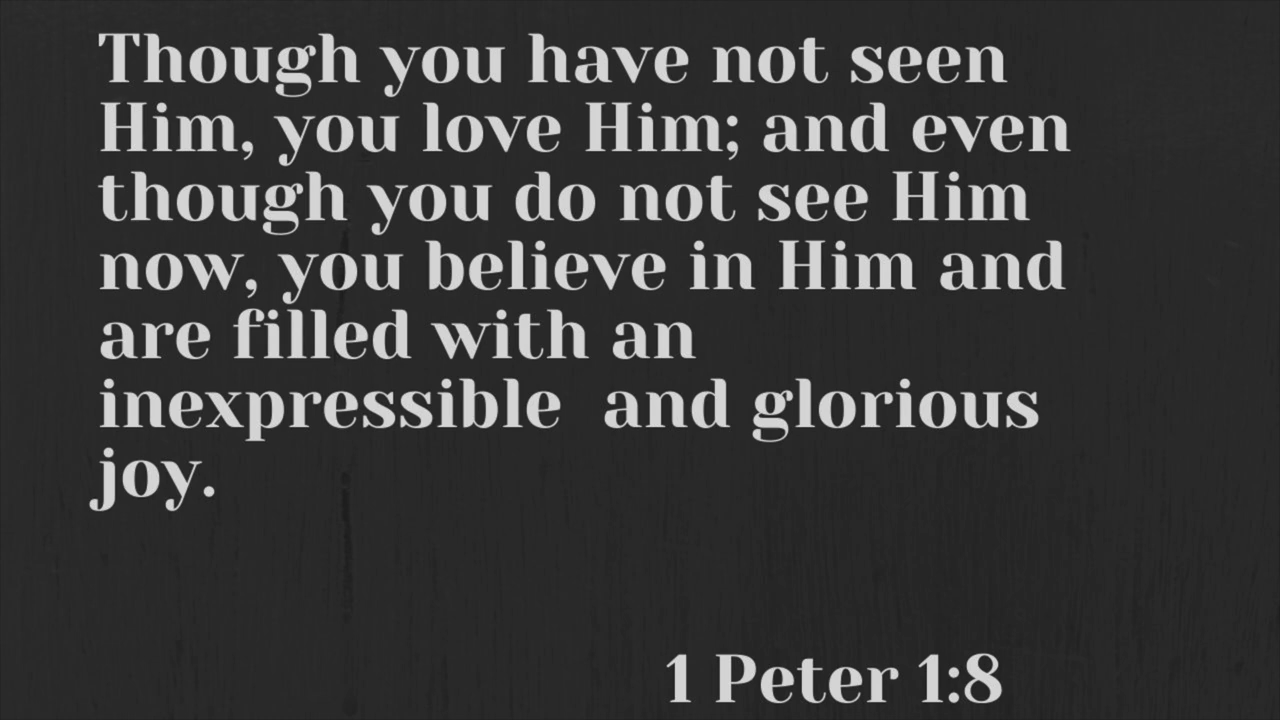 Though you have not seen
Him, you love Him; and even
though you do not see Him
now, you believe in Him and
are filled with an
inexpressible  and glorious
joy.
1 Peter 1:8